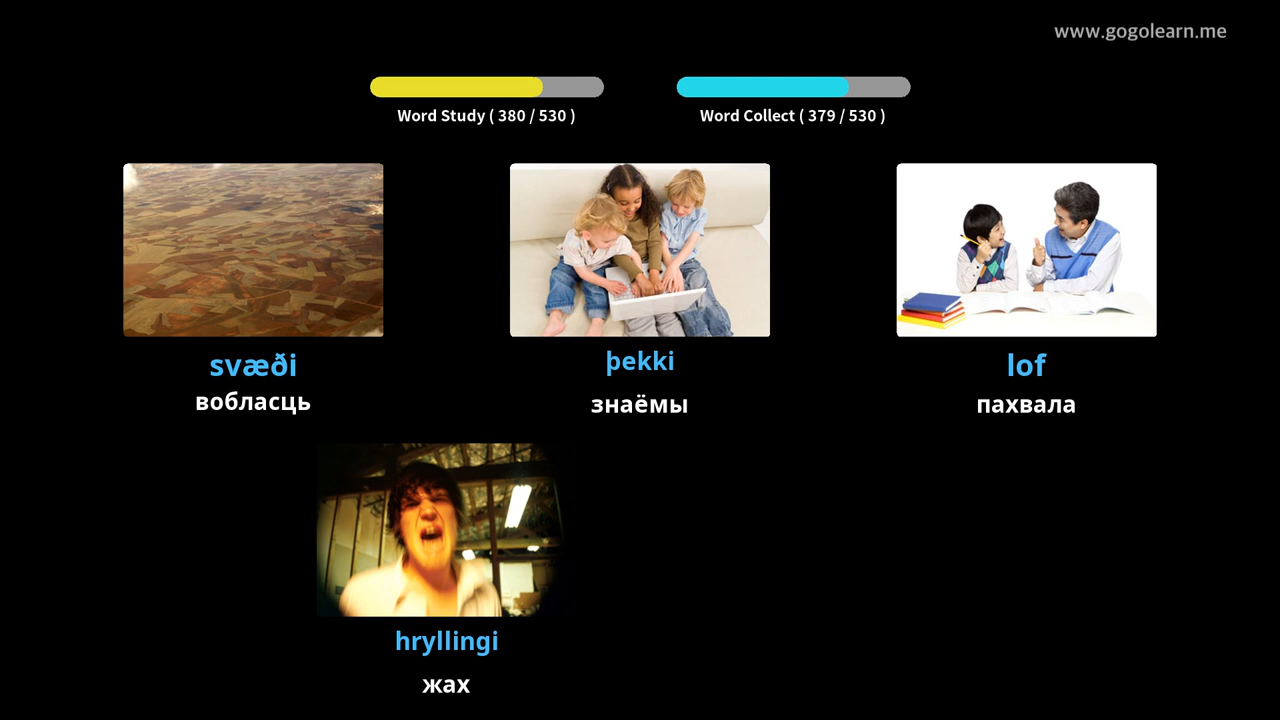 www.gogolearn.me
Word Study ( 380 / 530 )
Word Collect ( 379 / 530 )
svæði
вобласць
þekki
знаёмы
lof
пахвала
hryllingi
жах